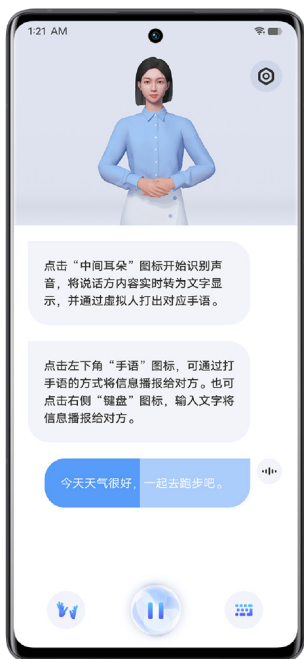 1:21 AM
点击“中间耳朵”图标开始识别声
音，将说话方内容实时转为文字显
示，并通过虚拟人打出对应手语。
点击左下角“手语”图标，可通过打
手语的方式将信息播报给对方。也可
点击右侧“键盘”图标，输入文字将
信息播报给对方。
今天天气很好，一起去跑步吧。